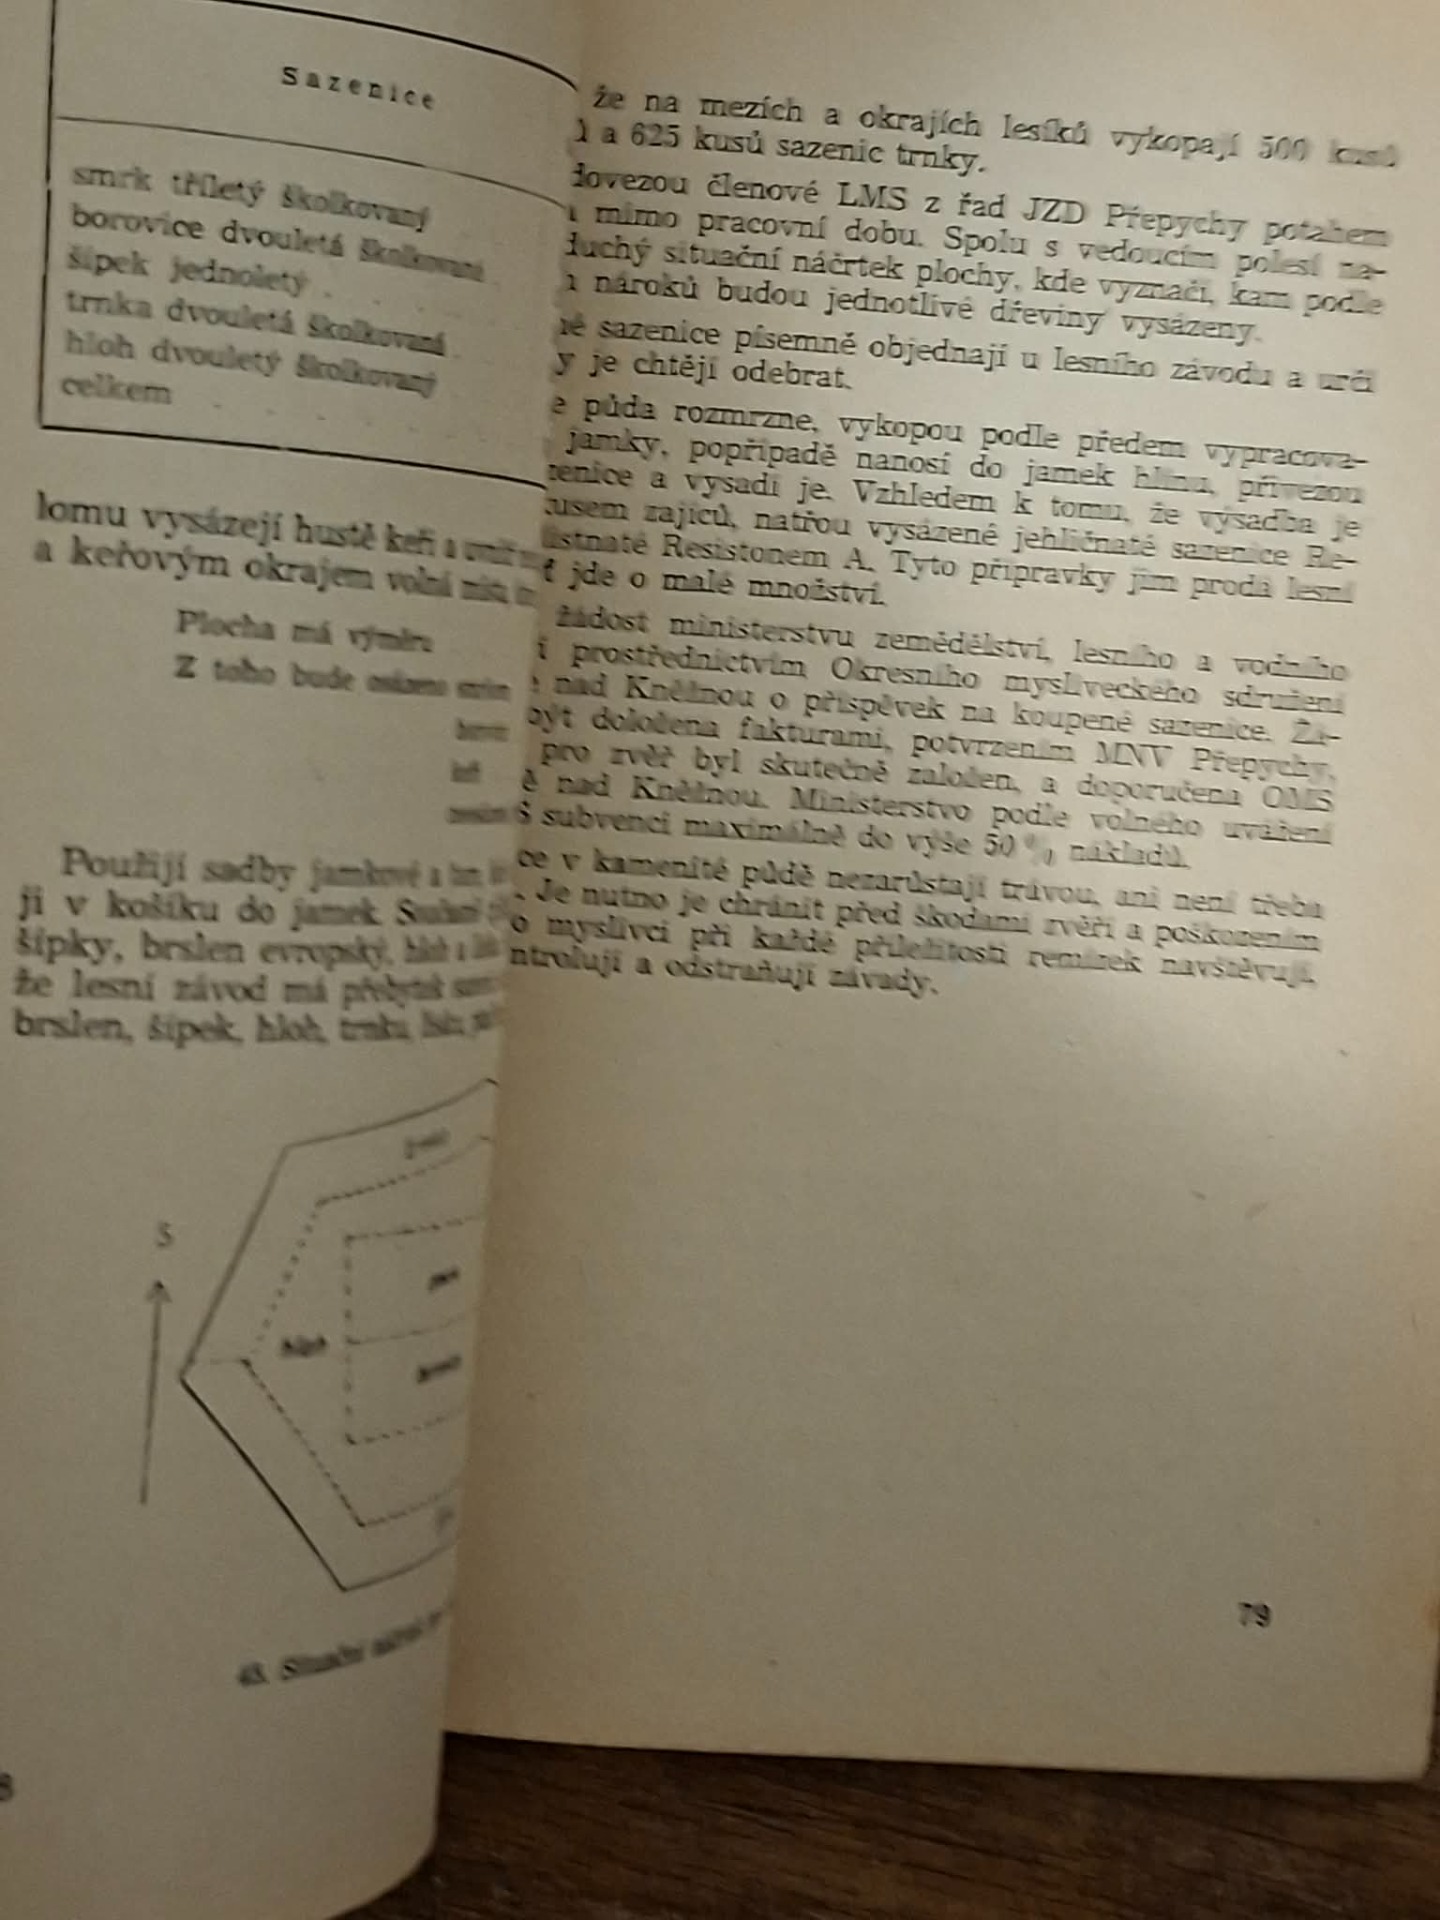 Sazenice
smrk tříletý školkovaný
borovice dvouletá školkovaná
šípek jednoletý
trnka dvouletá školkovaná
hloh dvouletý školkovaný
celkem
lomu vysázejí hustě keři a
a keřovým okrajem volná
Plocha má výměru
Z toho bude osázeno
Použijí sadby jamkové a
jí v košíku do jamek.
šípky, brslen evropský, hloh a
že lesní závod má přebytek
brslen, šípek, hloh, trnku,
S
43. Situační
8
že na mezích a okrajích lesíků vykopají 500 kusů
a 625 kusů sazenic trnky.
dovezou členové LMS z řad JZD Přepychy potahem
mimo pracovní dobu. Spolu s vedoucím polesí na-
duchý situační náčrtek plochy, kde vyznačí, kam podle
nároků budou jednotlivé dřeviny vysázeny.
né sazenice písemně objednají u lesního závodu a určí
y je chtějí odebrat.
e půda rozmrzne, vykopou podle předem vypracova-
jamky, popřípadě nanosí do jamek hlínu, přivezou
zenice a vysadí je. Vzhledem k tomu, že výsadba je
usem zajíců, natřou vysázené jehličnaté sazenice Re-
istnaté Resistonem A. Tyto přípravky jim prodá lesní
ť jde o malé množství.
žádost ministerstvu zemědělství, lesního a vodního
í prostřednictvím Okresního mysliveckého sdružení
nad Kněžnou o příspěvek na koupené sazenice. Žá-
být doložena fakturami, potvrzením MNV Přepychy,
pro zvěř byl skutečně založen, a doporučena OMS
ě nad Kněžnou. Ministerstvo podle volného uvážení
S subvenci maximálně do výše 50 % nákladů.
ce v kamenité půdě nezarůstají trávou, ani není třeba
. Je nutno je chránit před škodami zvěří a poškozením
o myslivci při každé příležitosti remízek navštěvují,
ntrolují a odstraňují závady.
79